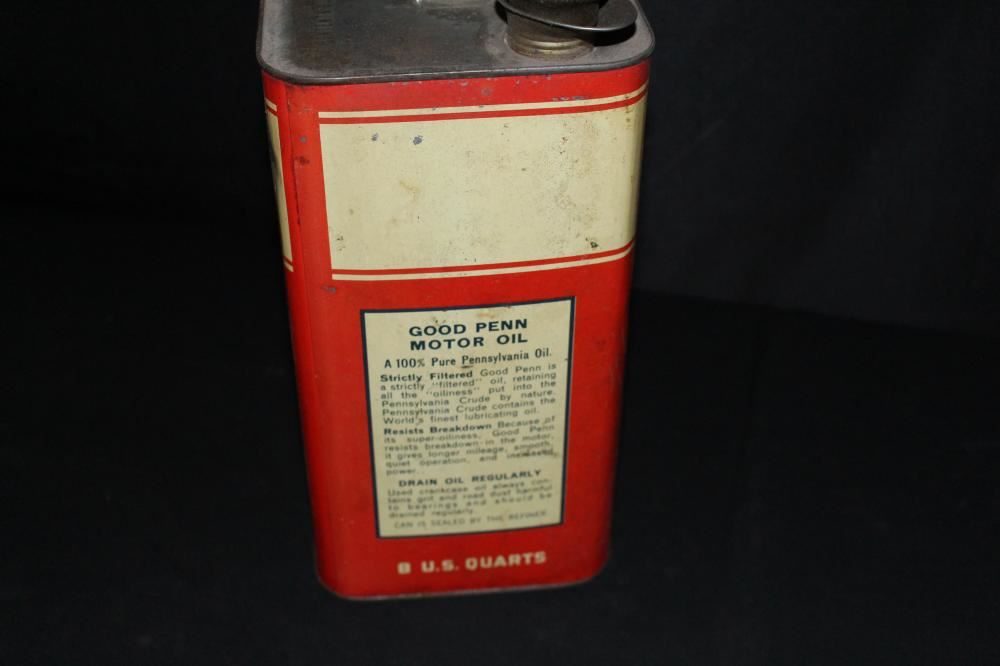 GOOD PENN
MOTOR OIL
A 100% Pure Pennsylvania Oil.
Strictly Filtered Good Penn is
a strictly "filtered" oil, retaining
all the "oiliness" put into the
Pennsylvania Crude by nature.
Pennsylvania Crude contains the
World's finest lubricating oil.
Resists Breakdown Because of
its super-oiliness, Good Penn
resists breakdown in the motor,
it gives longer mileage, smooth,
quiet operation, and increased
power.
DRAIN OIL REGULARLY
Used crankcase oil always con-
tains grit and road dust harmful
to bearings and should be
drained regularly.
CAN IS SEALED BY THE REFINER
8 U.S. QUARTS